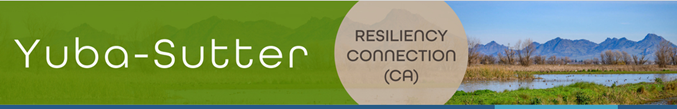 Yuba-Sutter
RESILIENCY
CONNECTION
(CA)